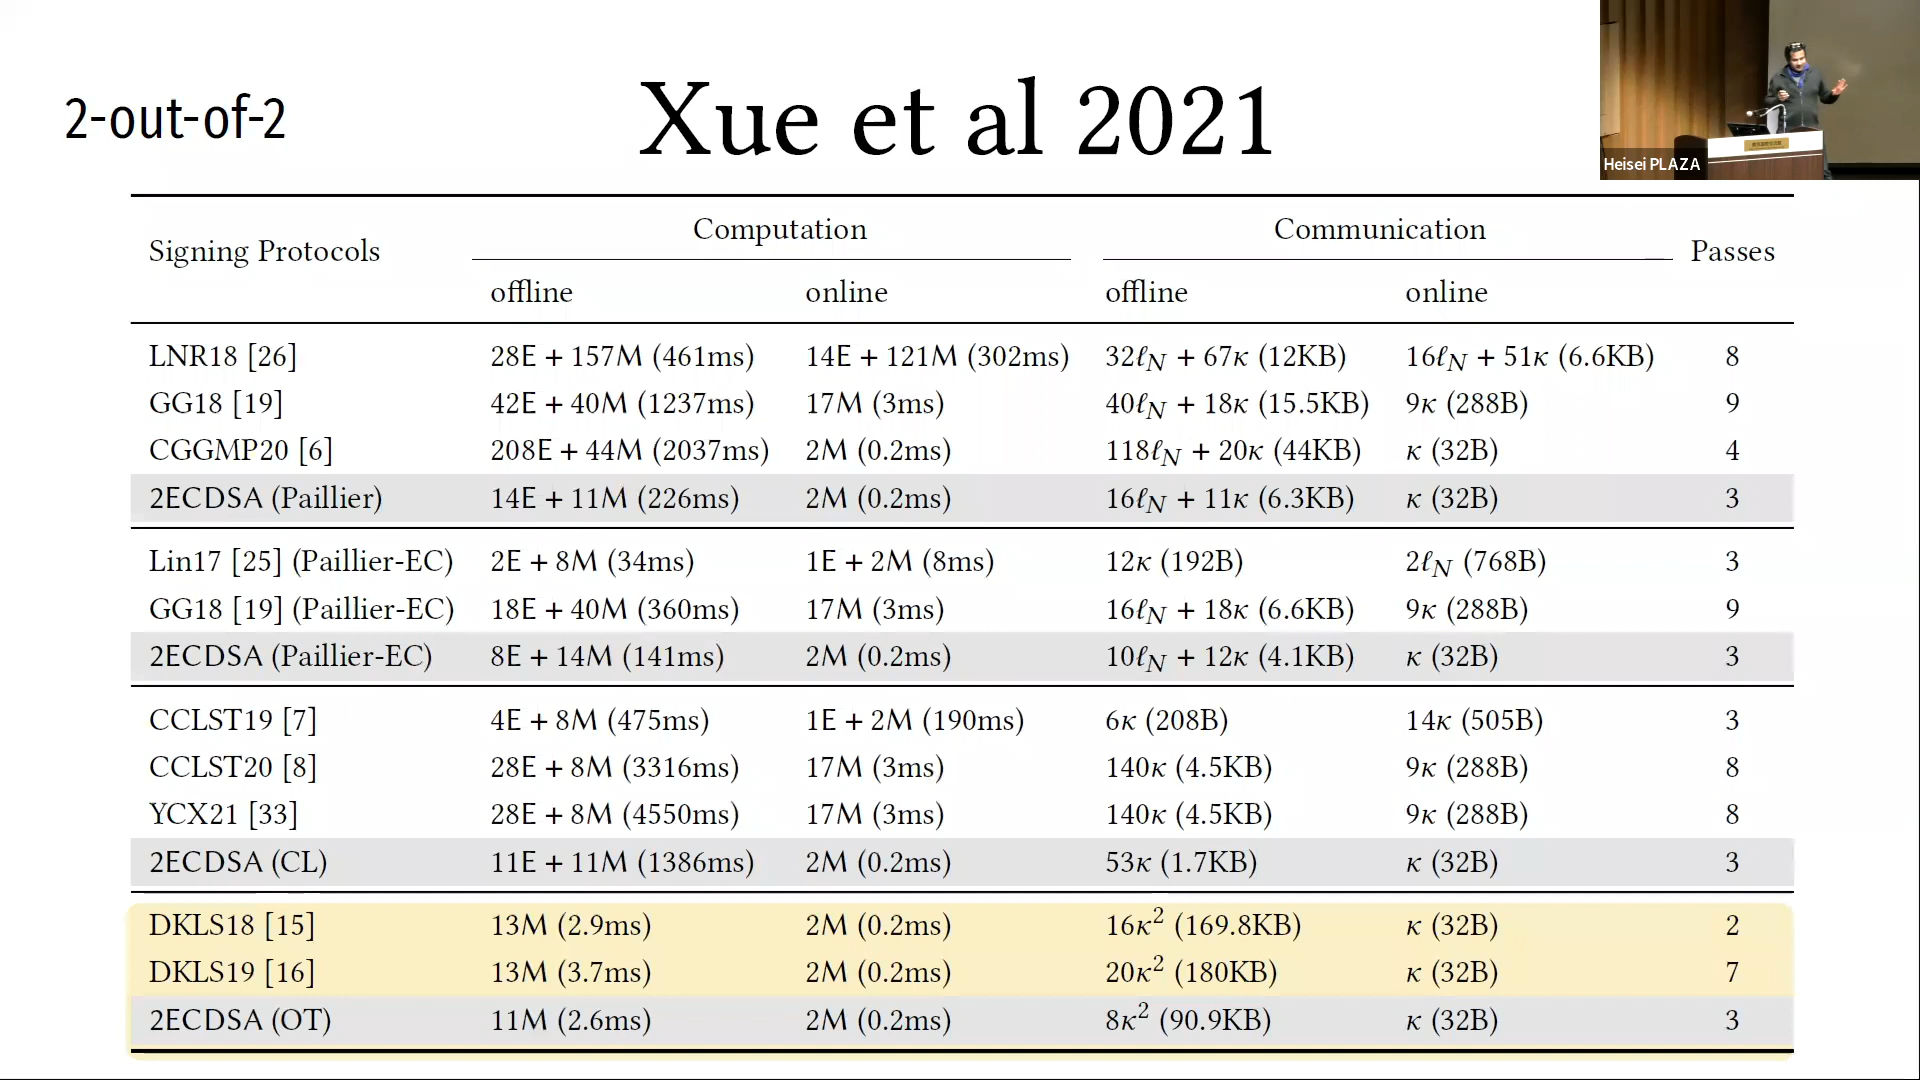 2-out-of-2
Xue et al 2021
Heisei PLAZA
Signing Protocols Computation Communication Passes
offline online offline online
LNR18 [26] 28E + 157M (461ms) 14E + 121M (302ms) 32ℓ_N + 67κ (12KB) 16ℓ_N + 51κ (6.6KB) 8
GG18 [19] 42E + 40M (1237ms) 17M (3ms) 40ℓ_N + 18κ (15.5KB) 9κ (288B) 9
CGGMP20 [6] 208E + 44M (2037ms) 2M (0.2ms) 118ℓ_N + 20κ (44KB) κ (32B) 4
2ECDSA (Paillier) 14E + 11M (226ms) 2M (0.2ms) 16ℓ_N + 11κ (6.3KB) κ (32B) 3
Lin17 [25] (Paillier-EC) 2E + 8M (34ms) 1E + 2M (8ms) 12κ (192B) 2ℓ_N (768B) 3
GG18 [19] (Paillier-EC) 18E + 40M (360ms) 17M (3ms) 16ℓ_N + 18κ (6.6KB) 9κ (288B) 9
2ECDSA (Paillier-EC) 8E + 14M (141ms) 2M (0.2ms) 10ℓ_N + 12κ (4.1KB) κ (32B) 3
CCLST19 [7] 4E + 8M (475ms) 1E + 2M (190ms) 6κ (208B) 14κ (505B) 3
CCLST20 [8] 28E + 8M (3316ms) 17M (3ms) 140κ (4.5KB) 9κ (288B) 8
YCX21 [33] 28E + 8M (4550ms) 17M (3ms) 140κ (4.5KB) 9κ (288B) 8
2ECDSA (CL) 11E + 11M (1386ms) 2M (0.2ms) 53κ (1.7KB) κ (32B) 3
DKLS18 [15] 13M (2.9ms) 2M (0.2ms) 16κ² (169.8KB) κ (32B) 2
DKLS19 [16] 13M (3.7ms) 2M (0.2ms) 20κ² (180KB) κ (32B) 7
2ECDSA (OT) 11M (2.6ms) 2M (0.2ms) 8κ² (90.9KB) κ (32B) 3